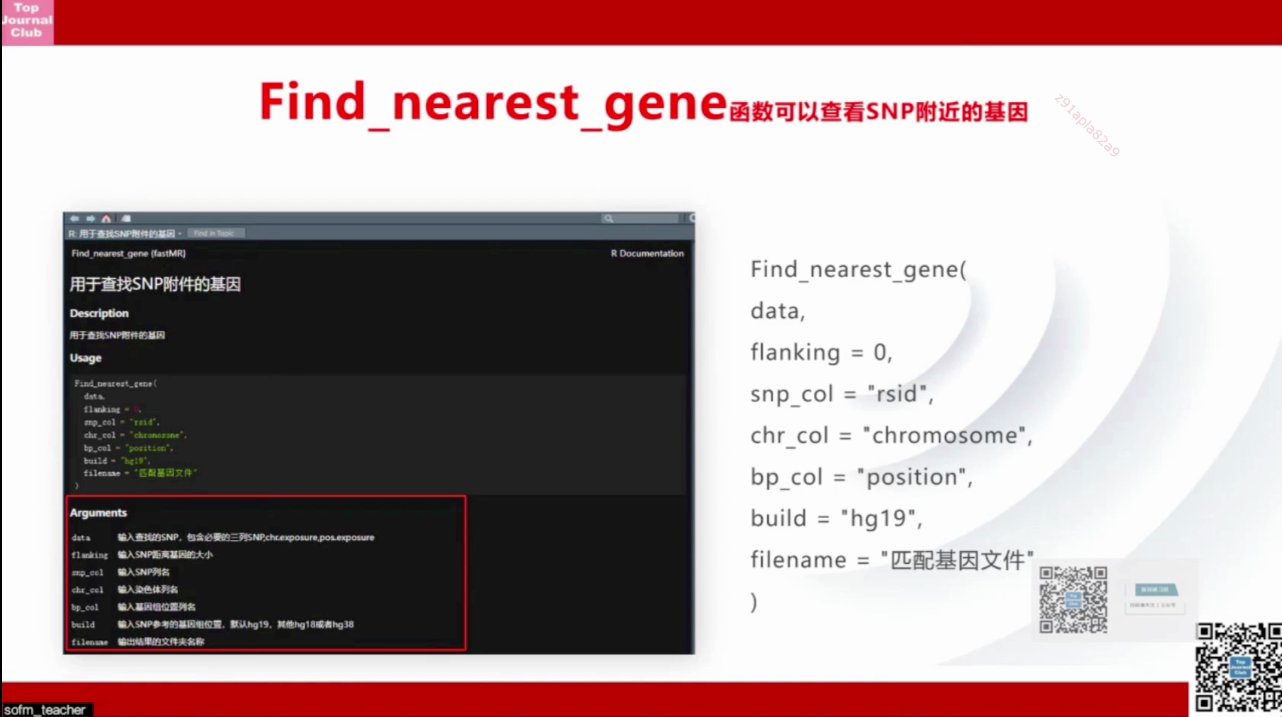 Top
Journal
Club
Find_nearest_gene函数可以查看SNP附近的基因
z91apla82a9
R: 用于查找SNP附件的基因
Find in Topic
Find_nearest_gene {fastMR}
R Documentation
用于查找SNP附件的基因
Description
用于查找SNP附件的基因
Usage
Find_nearest_gene(
data,
flanking = 0,
snp_col = "rsid",
chr_col = "chromosome",
bp_col = "position",
build = "hg19",
filename = "匹配基因文件"
)
Arguments
data 输入查找的SNP，包含必要的三列SNP,chr.exposure,pos.exposure
flanking 输入SNP距离基因的大小
snp_col 输入SNP列名
chr_col 输入染色体列名
bp_col 输入基因组位置列名
build 输入SNP参考的基因组位置，默认hg19，其他hg18或者hg38
filename 输出结果的文件夹名称
Find_nearest_gene(
data,
flanking = 0,
snp_col = "rsid",
chr_col = "chromosome",
bp_col = "position",
build = "hg19",
filename = "匹配基因文件"
)
Top
Journal
Club
sofm_teacher